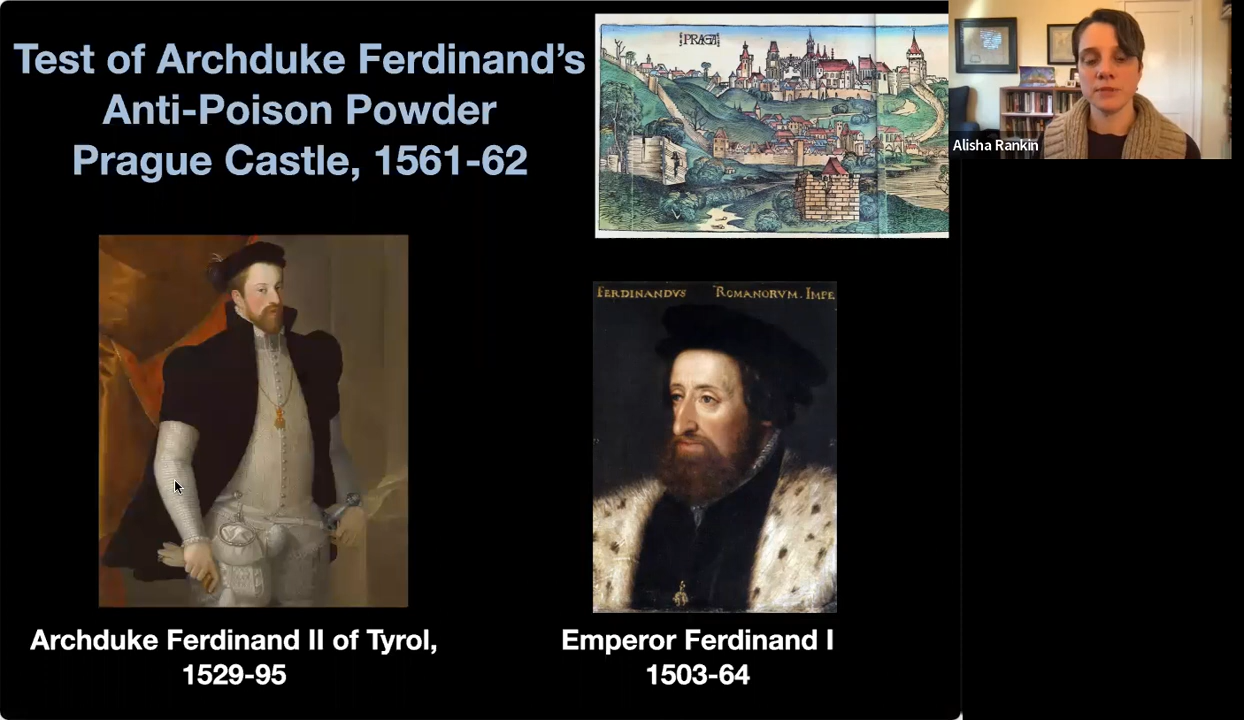 Test of Archduke Ferdinand's
Anti-Poison Powder
Prague Castle, 1561-62
PRAGA
Alisha Rankin
FERDINANDVS ROMANORVM. IMPE
Archduke Ferdinand II of Tyrol,
1529-95
Emperor Ferdinand I
1503-64